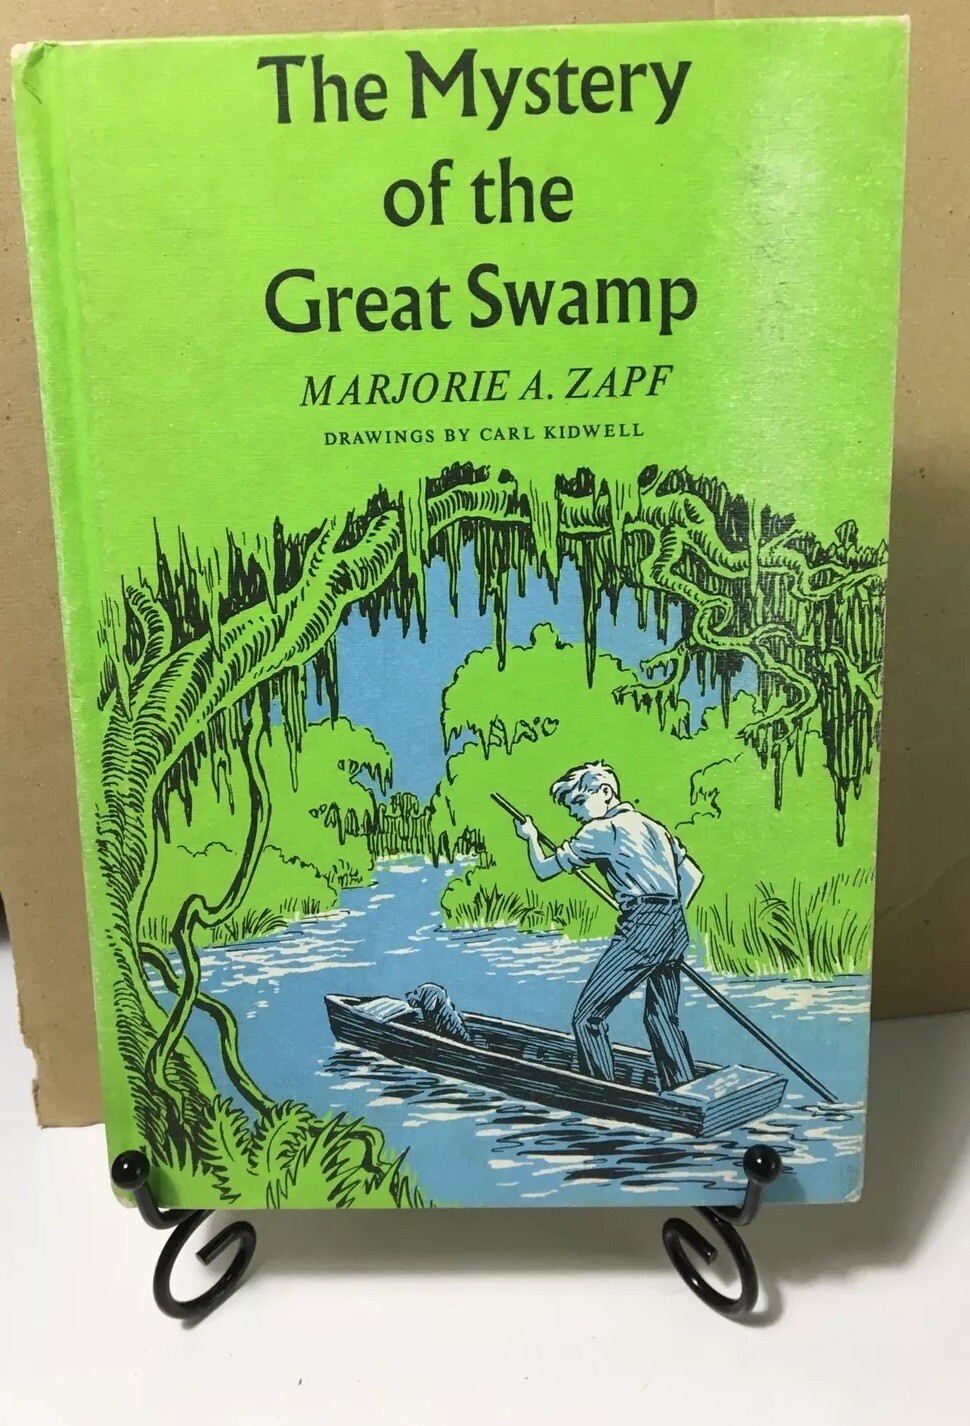 The Mystery
of the
Great Swamp
MARJORIE A. ZAPF
DRAWINGS BY CARL KIDWELL